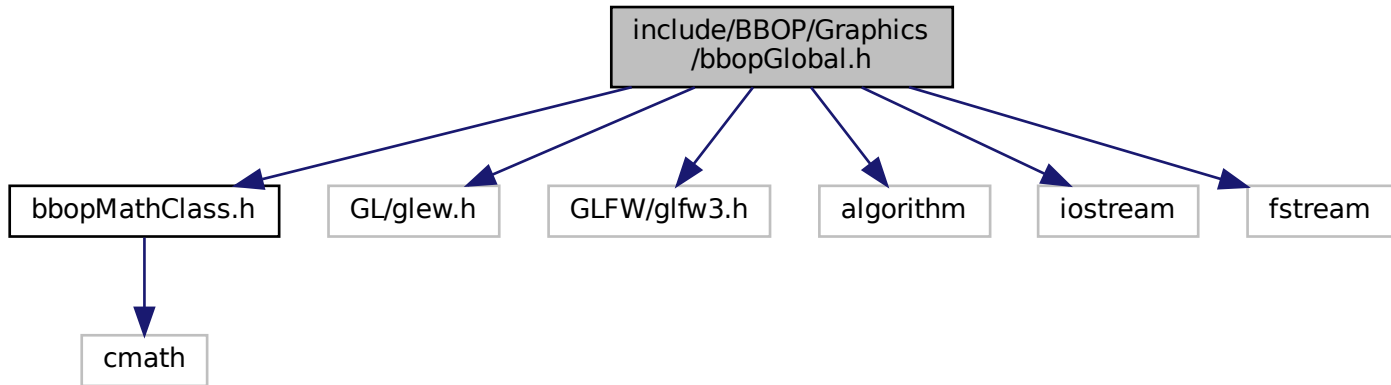 include/BBOP/Graphics
/bbopGlobal.h
bbopMathClass.h
GL/glew.h
GLFW/glfw3.h
algorithm
iostream
fstream
cmath